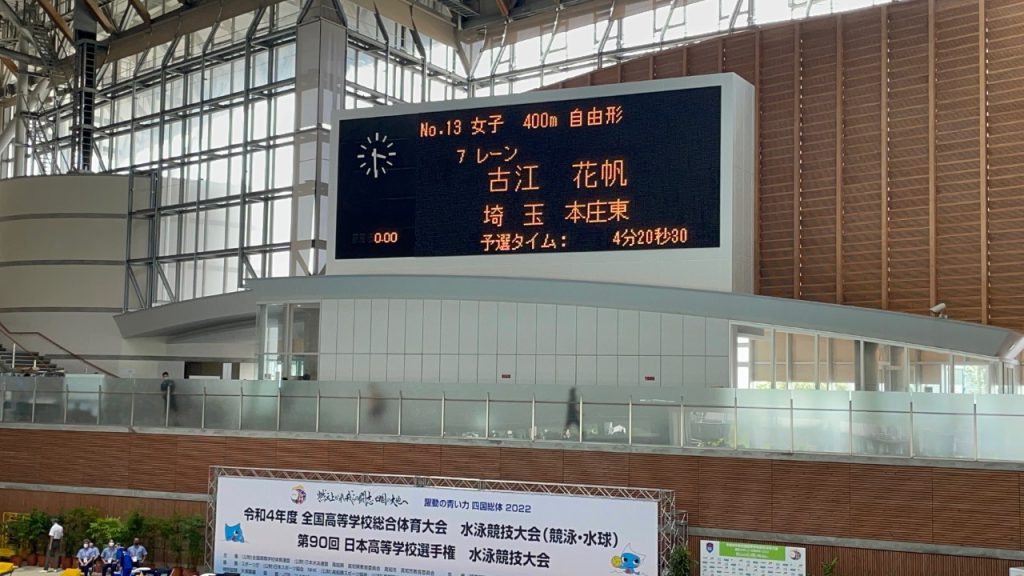 No.13 女子 400m 自由形
7 レーン
古江 花帆
埼 玉 本庄東
0:00
予選タイム: 4分20秒30
躍動の青い力 四国総体 2022
令和4年度 全国高等学校総合体育大会 水泳競技大会(競泳・水球)
第90回 日本高等学校選手権 水泳競技大会